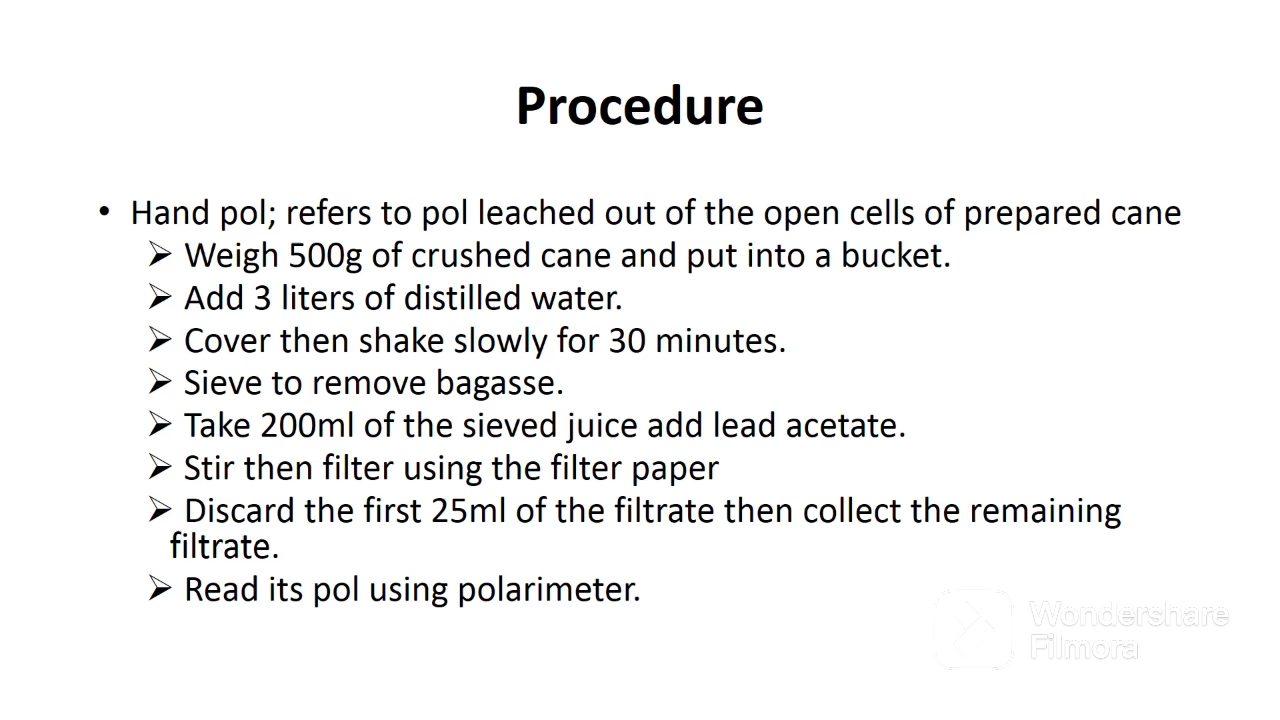 Procedure
• Hand pol; refers to pol leached out of the open cells of prepared cane
➢ Weigh 500g of crushed cane and put into a bucket.
➢ Add 3 liters of distilled water.
➢ Cover then shake slowly for 30 minutes.
➢ Sieve to remove bagasse.
➢ Take 200ml of the sieved juice add lead acetate.
➢ Stir then filter using the filter paper
➢ Discard the first 25ml of the filtrate then collect the remaining
filtrate.
➢ Read its pol using polarimeter.
Wondershare
Filmora